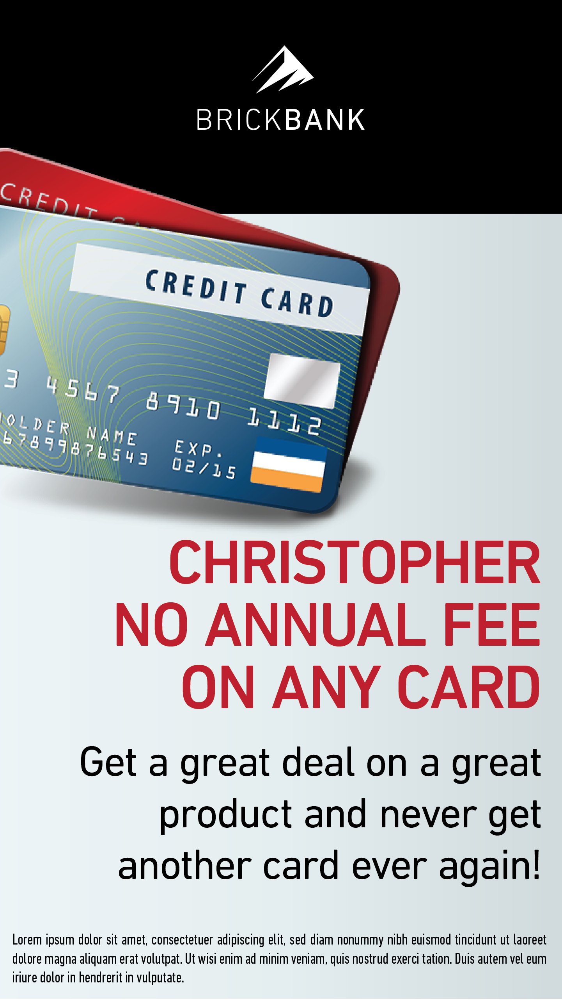 BRICKBANK
CREDIT
CREDIT CARD
3 4567 8910 1112
OLDER NAME
67899876543
EXP.
02/15
CHRISTOPHER
NO ANNUAL FEE
ON ANY CARD
Get a great deal on a great
product and never get
another card ever again!
Lorem ipsum dolor sit amet, consectetuer adipiscing elit, sed diam nonummy nibh euismod tincidunt ut laoreet
dolore magna aliquam erat volutpat. Ut wisi enim ad minim veniam, quis nostrud exerci tation. Duis autem vel eum
iriure dolor in hendrerit in vulputate.